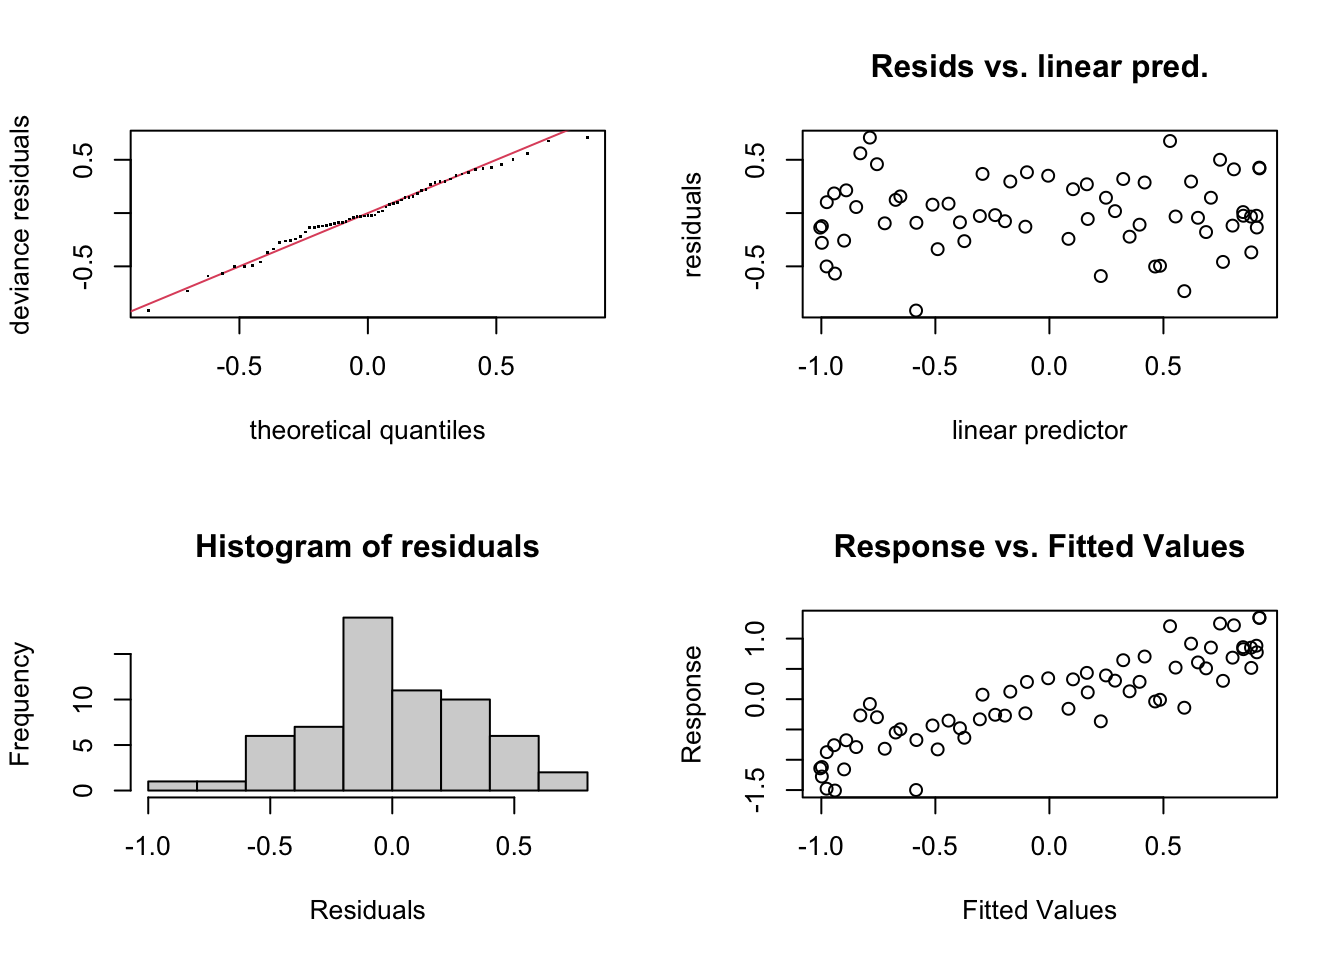 deviance residuals
0.5
-0.5
-0.5 0.0 0.5
theoretical quantiles
Resids vs. linear pred.
residuals
0.5
-0.5
-1.0 -0.5 0.0 0.5
linear predictor
Histogram of residuals
Frequency
10
5
0
-1.0 -0.5 0.0 0.5
Residuals
Response vs. Fitted Values
Response
1.0
0.0
-1.5
-1.0 -0.5 0.0 0.5
Fitted Values